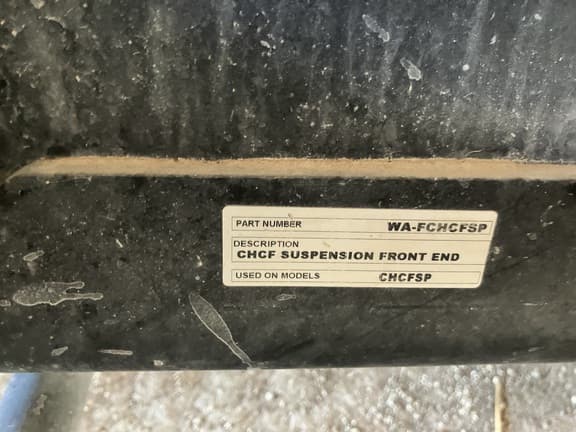 PART NUMBER WA-FCHCFSP
DESCRIPTION
CHCF SUSPENSION FRONT END
USED ON MODELS CHCFSP